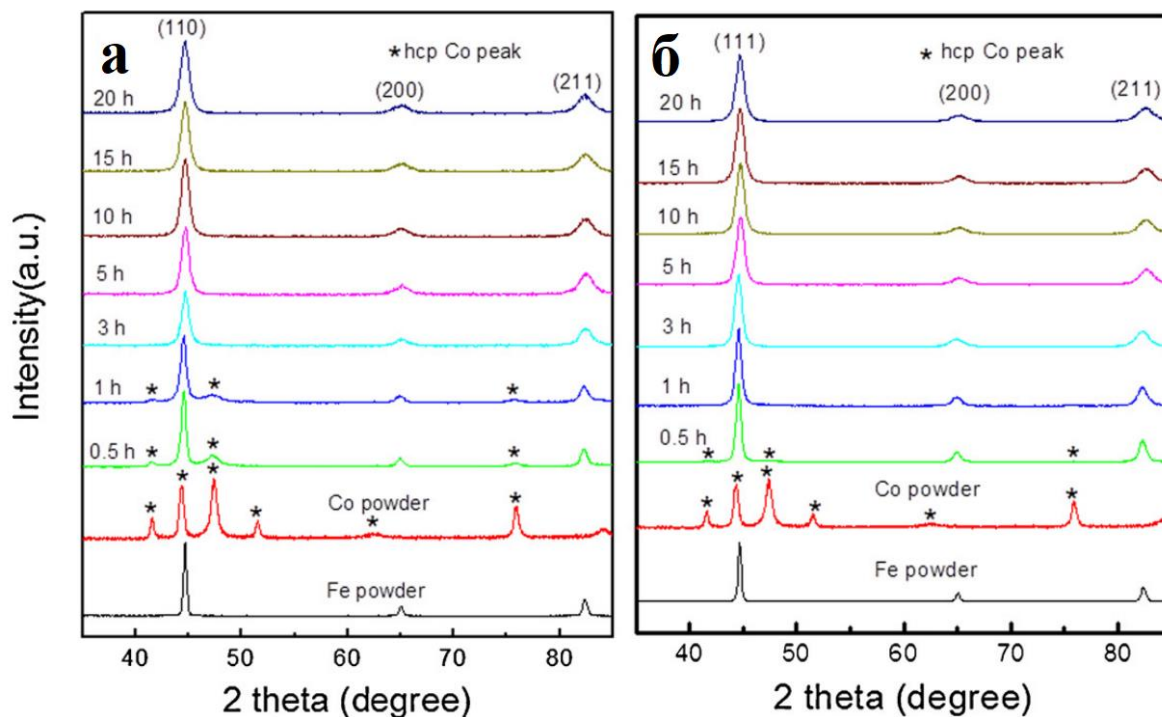 а
(110)
* hcp Co peak
(200)
(211)
20 h
15 h
10 h
5 h
3 h
1 h
* * *
0.5 h
* * *
* * * * * *
Co powder
Fe powder
40 50 60 70 80
2 theta (degree)
Intensity(a.u.)
б
(111)
* hcp Co peak
(200)
(211)
20 h
15 h
10 h
5 h
3 h
1 h
0.5 h
* * *
* * * * * *
Co powder
Fe powder
40 50 60 70 80
2 theta (degree)